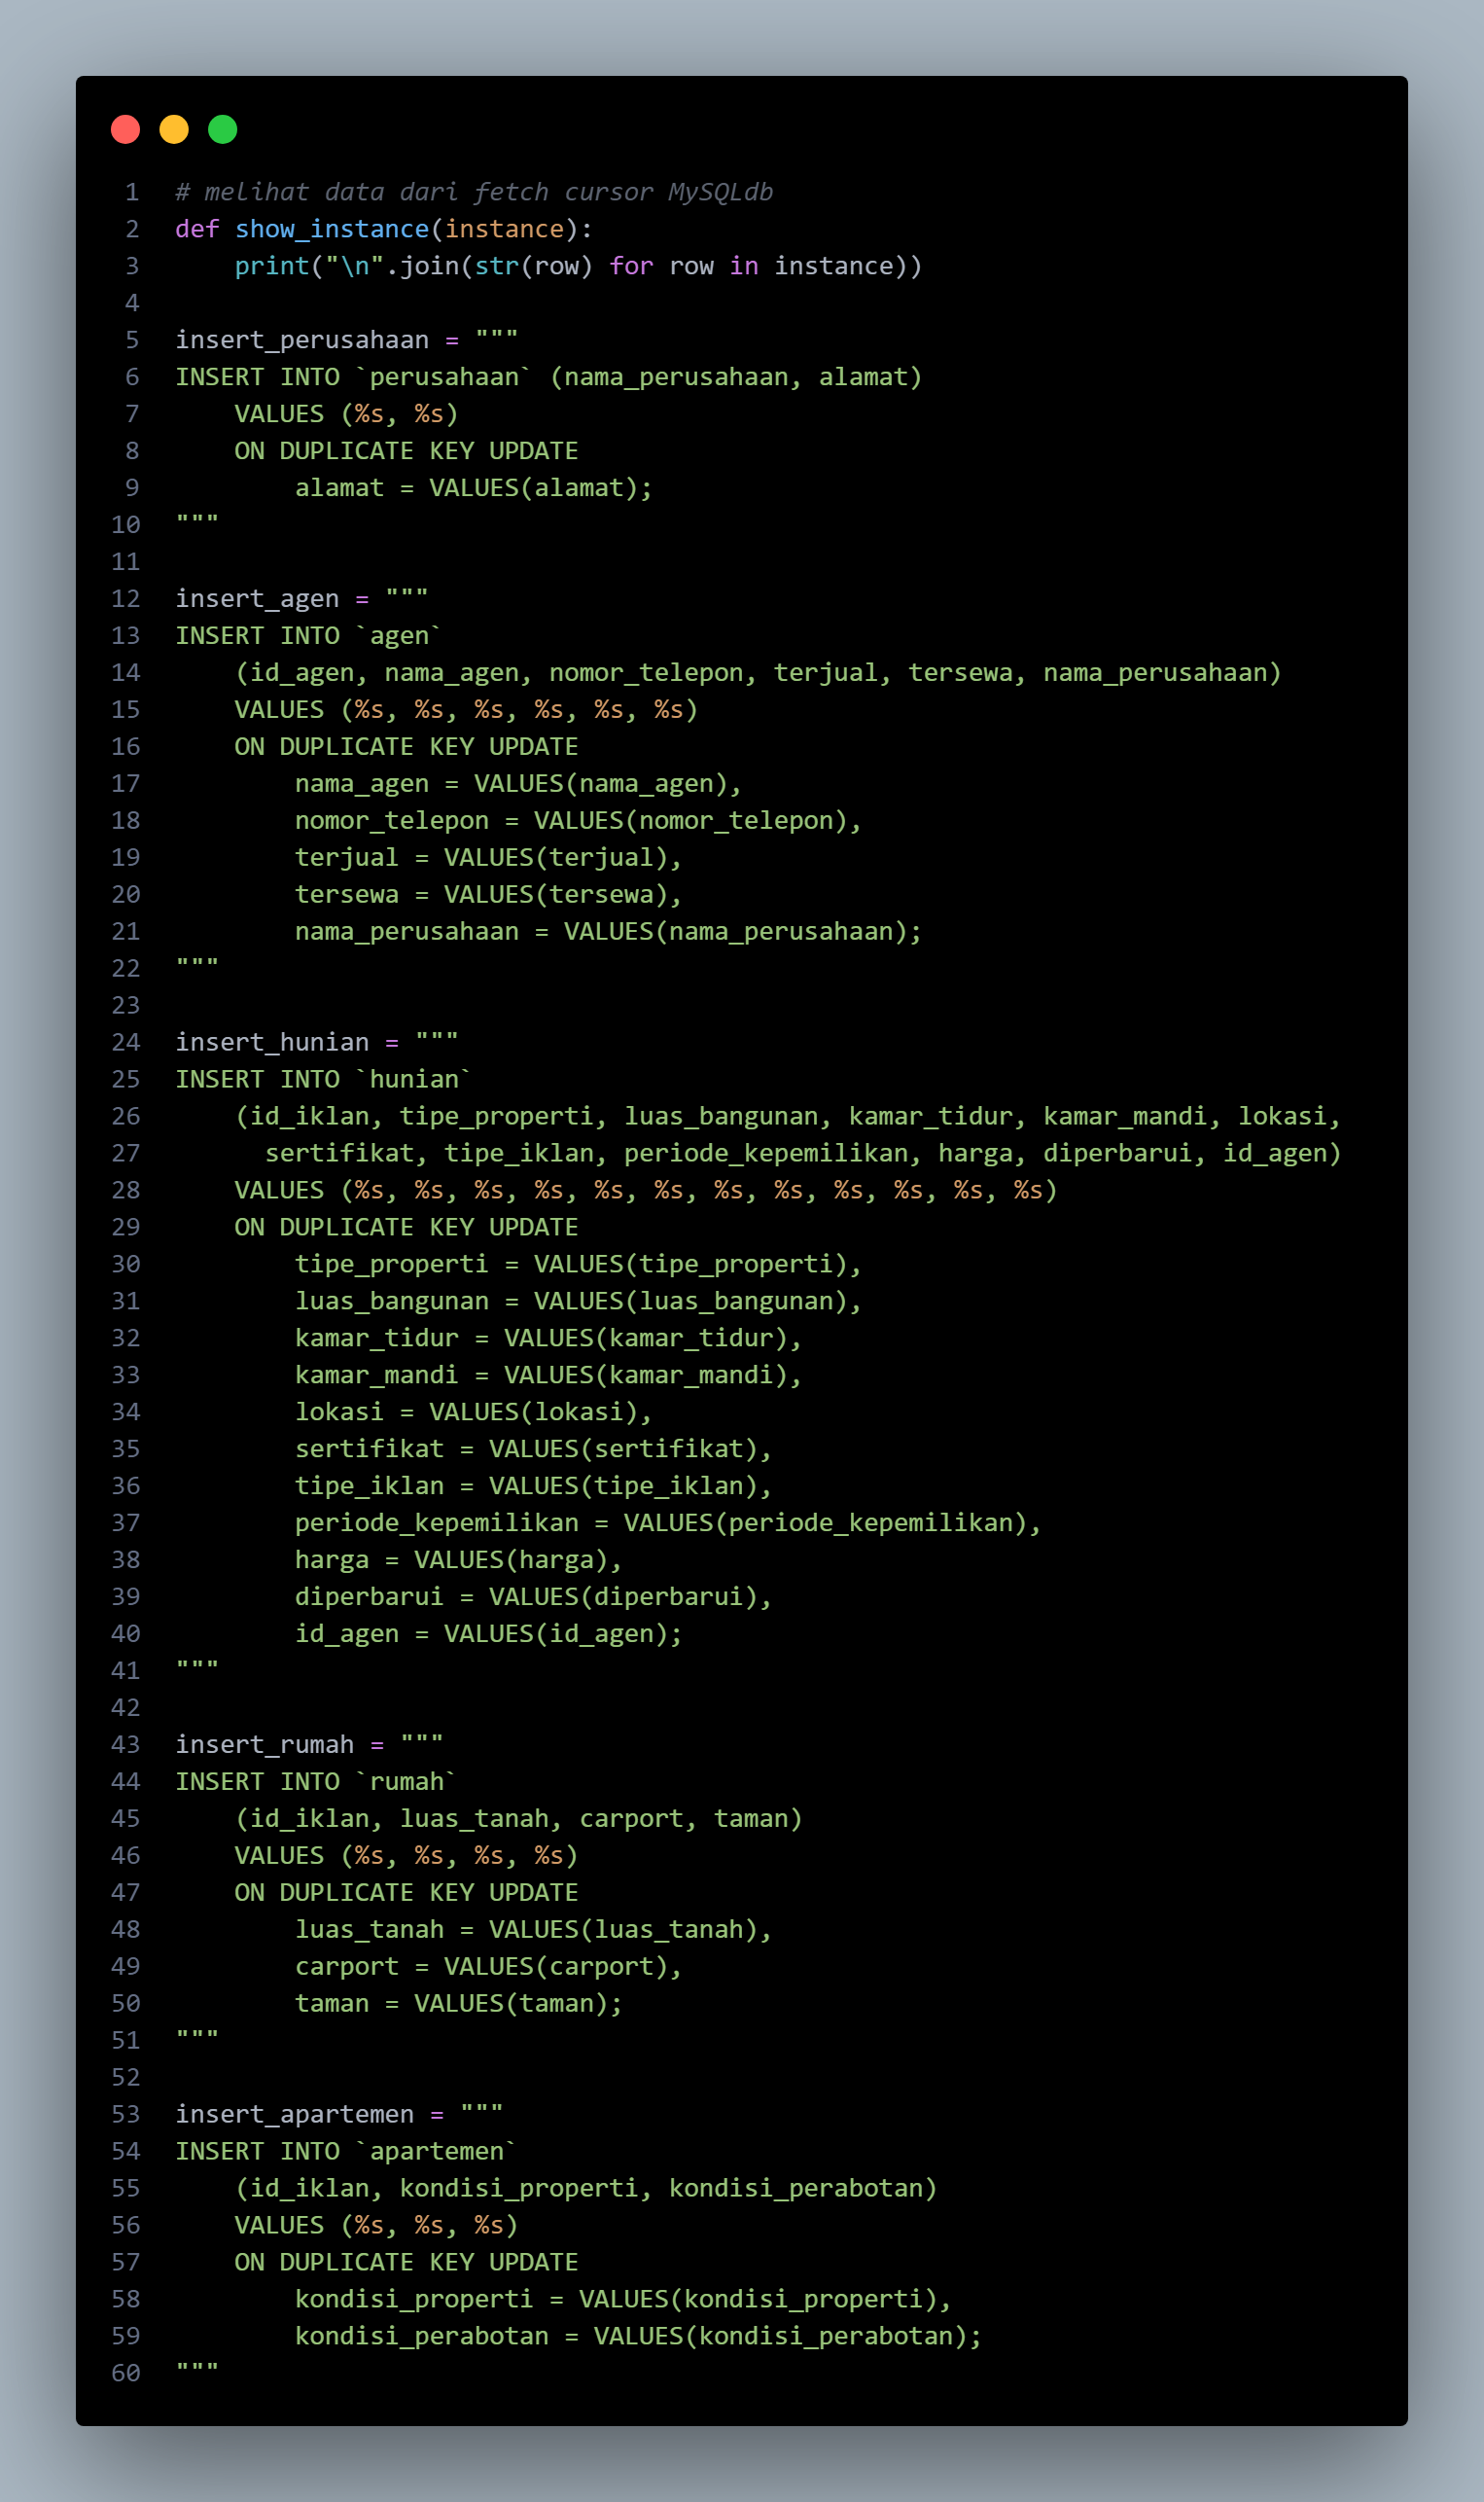 1 # melihat data dari fetch cursor MySQLdb
2 def show_instance(instance):
3     print("\n".join(str(row) for row in instance))
4
5 insert_perusahaan = """
6 INSERT INTO `perusahaan` (nama_perusahaan, alamat)
7     VALUES (%s, %s)
8     ON DUPLICATE KEY UPDATE
9         alamat = VALUES(alamat);
10 """
11
12 insert_agen = """
13 INSERT INTO `agen`
14     (id_agen, nama_agen, nomor_telepon, terjual, tersewa, nama_perusahaan)
15     VALUES (%s, %s, %s, %s, %s, %s)
16     ON DUPLICATE KEY UPDATE
17         nama_agen = VALUES(nama_agen),
18         nomor_telepon = VALUES(nomor_telepon),
19         terjual = VALUES(terjual),
20         tersewa = VALUES(tersewa),
21         nama_perusahaan = VALUES(nama_perusahaan);
22 """
23
24 insert_hunian = """
25 INSERT INTO `hunian`
26     (id_iklan, tipe_properti, luas_bangunan, kamar_tidur, kamar_mandi, lokasi,
27       sertifikat, tipe_iklan, periode_kepemilikan, harga, diperbarui, id_agen)
28     VALUES (%s, %s, %s, %s, %s, %s, %s, %s, %s, %s, %s, %s)
29     ON DUPLICATE KEY UPDATE
30         tipe_properti = VALUES(tipe_properti),
31         luas_bangunan = VALUES(luas_bangunan),
32         kamar_tidur = VALUES(kamar_tidur),
33         kamar_mandi = VALUES(kamar_mandi),
34         lokasi = VALUES(lokasi),
35         sertifikat = VALUES(sertifikat),
36         tipe_iklan = VALUES(tipe_iklan),
37         periode_kepemilikan = VALUES(periode_kepemilikan),
38         harga = VALUES(harga),
39         diperbarui = VALUES(diperbarui),
40         id_agen = VALUES(id_agen);
41 """
42
43 insert_rumah = """
44 INSERT INTO `rumah`
45     (id_iklan, luas_tanah, carport, taman)
46     VALUES (%s, %s, %s, %s)
47     ON DUPLICATE KEY UPDATE
48         luas_tanah = VALUES(luas_tanah),
49         carport = VALUES(carport),
50         taman = VALUES(taman);
51 """
52
53 insert_apartemen = """
54 INSERT INTO `apartemen`
55     (id_iklan, kondisi_properti, kondisi_perabotan)
56     VALUES (%s, %s, %s)
57     ON DUPLICATE KEY UPDATE
58         kondisi_properti = VALUES(kondisi_properti),
59         kondisi_perabotan = VALUES(kondisi_perabotan);
60 """